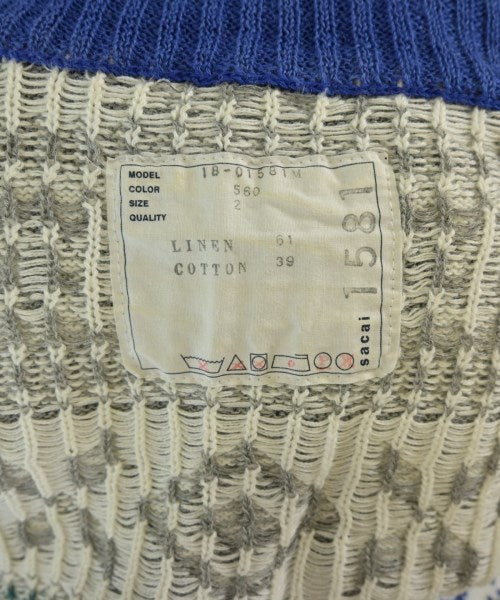 MODEL 18-01581M
COLOR 560
SIZE 2
QUALITY
LINEN 61
COTTON 39
sacai 1581